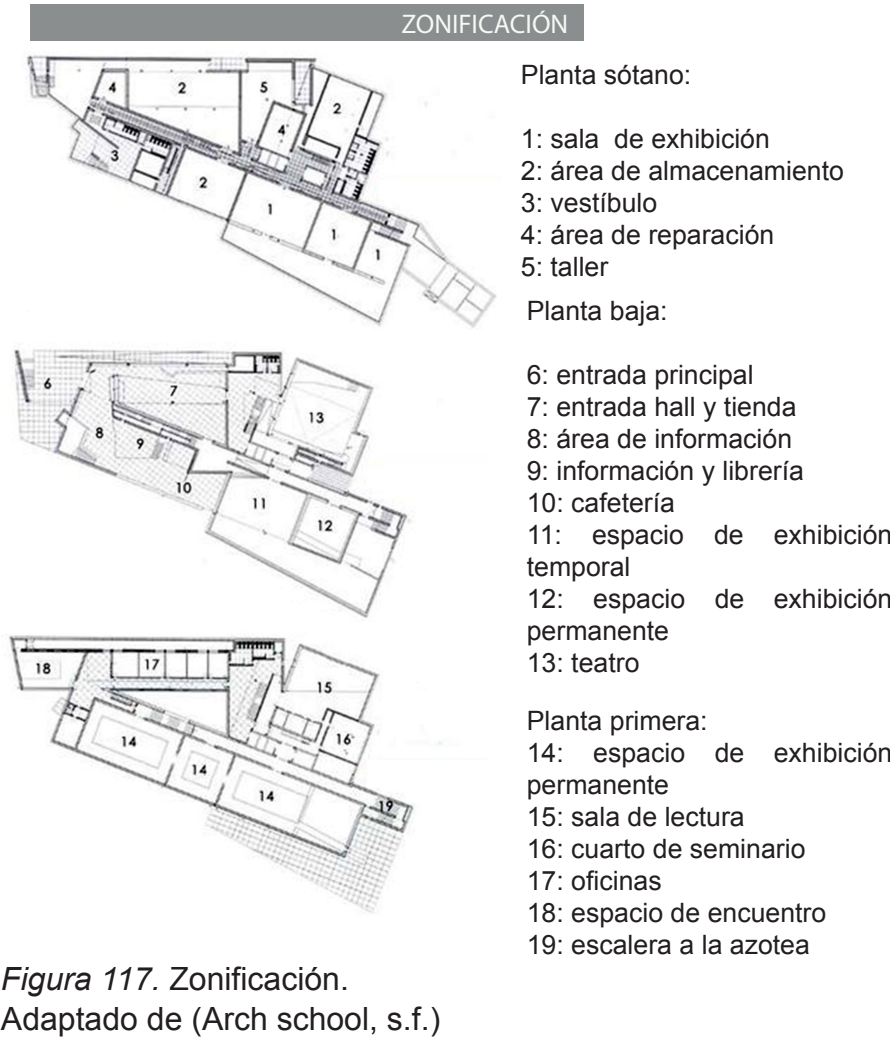 ZONIFICACIÓN
4
2
5
2
4
3
2
1
1
1
Planta sótano:
1: sala de exhibición
2: área de almacenamiento
3: vestíbulo
4: área de reparación
5: taller
6
7
13
8
9
10
11
12
Planta baja:
6: entrada principal
7: entrada hall y tienda
8: área de información
9: información y librería
10: cafetería
11: espacio de exhibición
temporal
12: espacio de exhibición
permanente
13: teatro
18
17
15
16
14
14
14
19
Planta primera:
14: espacio de exhibición
permanente
15: sala de lectura
16: cuarto de seminario
17: oficinas
18: espacio de encuentro
19: escalera a la azotea
Figura 117. Zonificación.
Adaptado de (Arch school, s.f.)